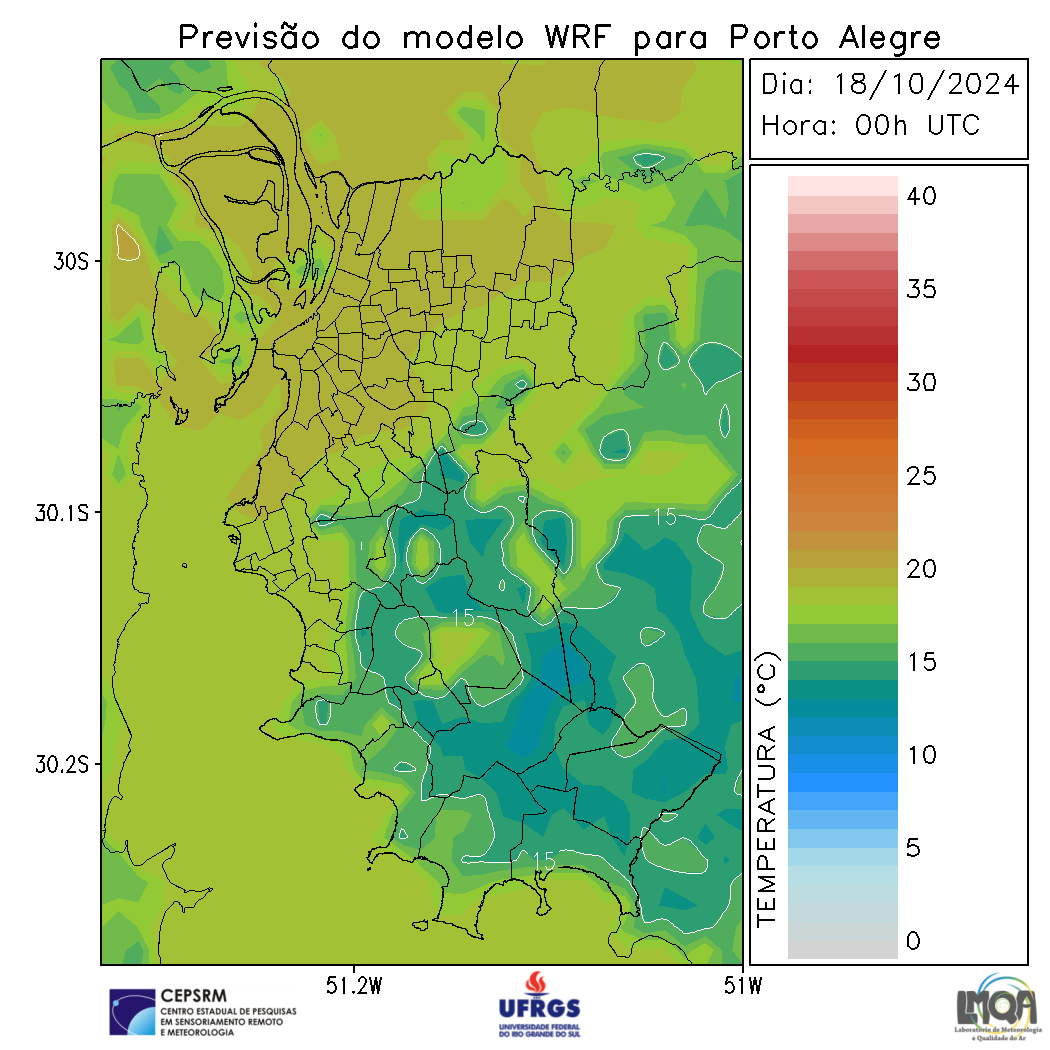 Previsão do modelo WRF para Porto Alegre
Dia: 18/10/2024
Hora: 00h UTC
40
35
30
25
20
15
10
5
0
TEMPERATURA (°C)
30S
30.1S
30.2S
51.2W
51W
15
15
15
CEPSRM
CENTRO ESTADUAL DE PESQUISAS
EM SENSORIAMENTO REMOTO
E METEOROLOGIA
UFRGS
UNIVERSIDADE FEDERAL
DO RIO GRANDE DO SUL
LMQA
Laboratório de Meteorologia
e Qualidade do Ar